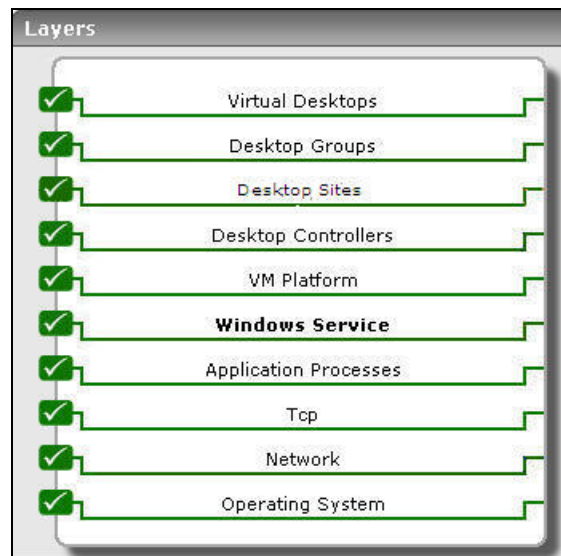 Layers
Virtual Desktops
Desktop Groups
Desktop Sites
Desktop Controllers
VM Platform
Windows Service
Application Processes
Tcp
Network
Operating System